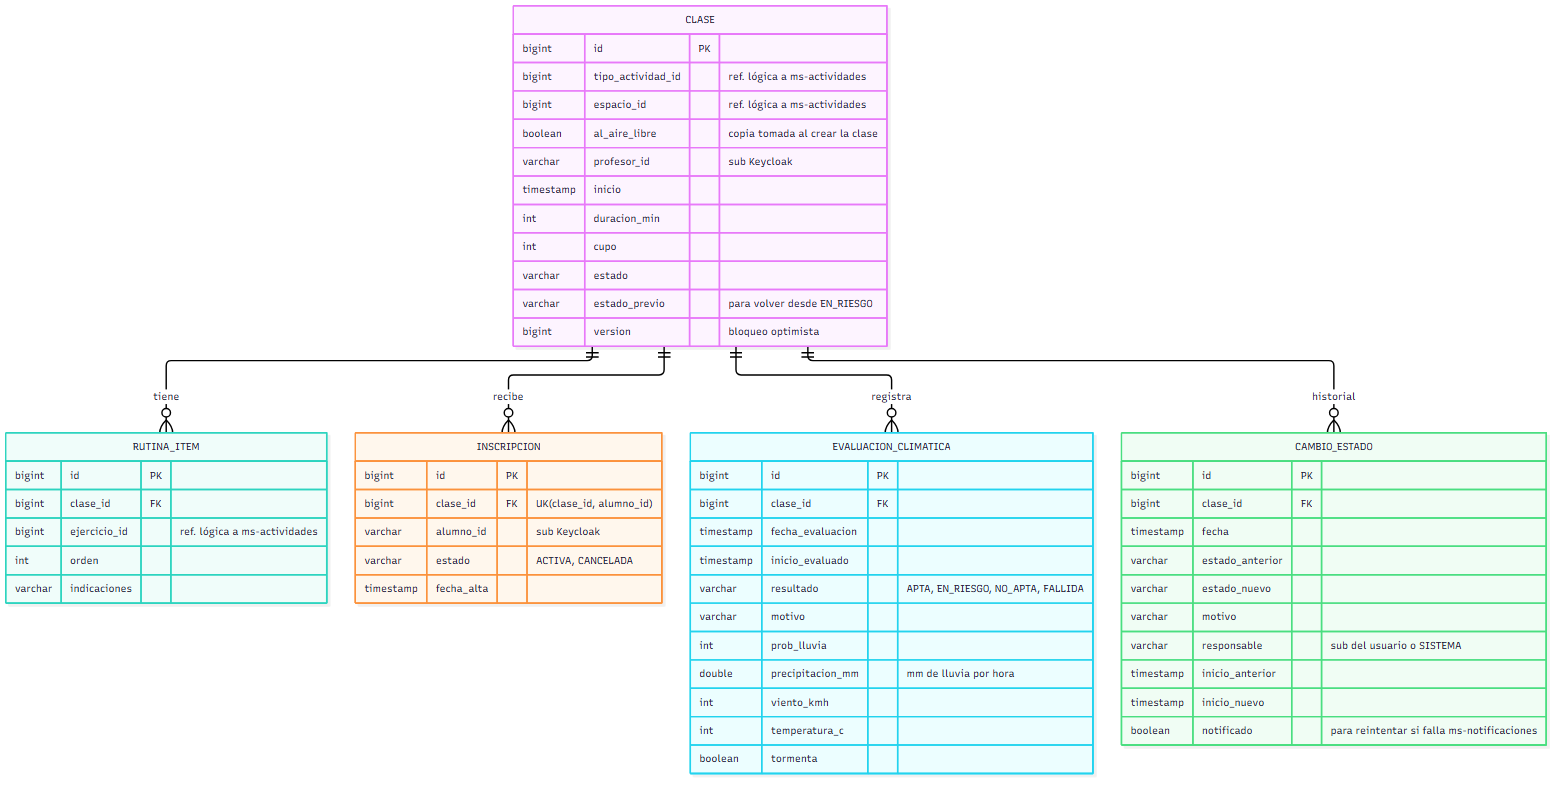 CLASE
bigint id PK
bigint tipo_actividad_id ref. lógica a ms-actividades
bigint espacio_id ref. lógica a ms-actividades
boolean al_aire_libre copia tomada al crear la clase
varchar profesor_id sub Keycloak
timestamp inicio
int duracion_min
int cupo
varchar estado
varchar estado_previo para volver desde EN_RIESGO
bigint version bloqueo optimista
tiene
recibe
registra
historial
RUTINA_ITEM
bigint id PK
bigint clase_id FK
bigint ejercicio_id ref. lógica a ms-actividades
int orden
varchar indicaciones
INSCRIPCION
bigint id PK
bigint clase_id FK UK(clase_id, alumno_id)
varchar alumno_id sub Keycloak
varchar estado ACTIVA, CANCELADA
timestamp fecha_alta
EVALUACION_CLIMATICA
bigint id PK
bigint clase_id FK
timestamp fecha_evaluacion
timestamp inicio_evaluado
varchar resultado APTA, EN_RIESGO, NO_APTA, FALLIDA
varchar motivo
int prob_lluvia
double precipitacion_mm mm de lluvia por hora
int viento_kmh
int temperatura_c
boolean tormenta
CAMBIO_ESTADO
bigint id PK
bigint clase_id FK
timestamp fecha
varchar estado_anterior
varchar estado_nuevo
varchar motivo
varchar responsable sub del usuario o SISTEMA
timestamp inicio_anterior
timestamp inicio_nuevo
boolean notificado para reintentar si falla ms-notificaciones